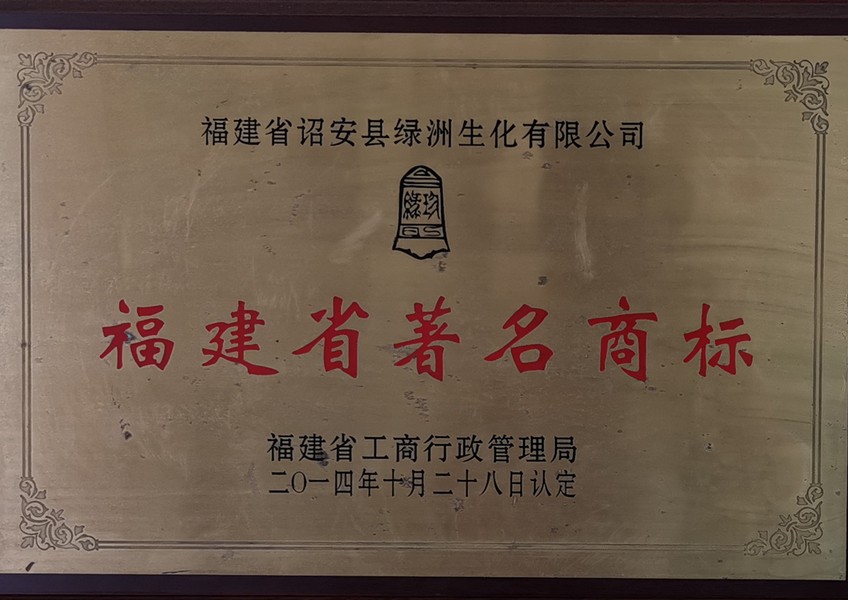 福建省诏安县绿洲生化有限公司
福建省著名商标
福建省工商行政管理局
二〇一四年十月二十八日认定